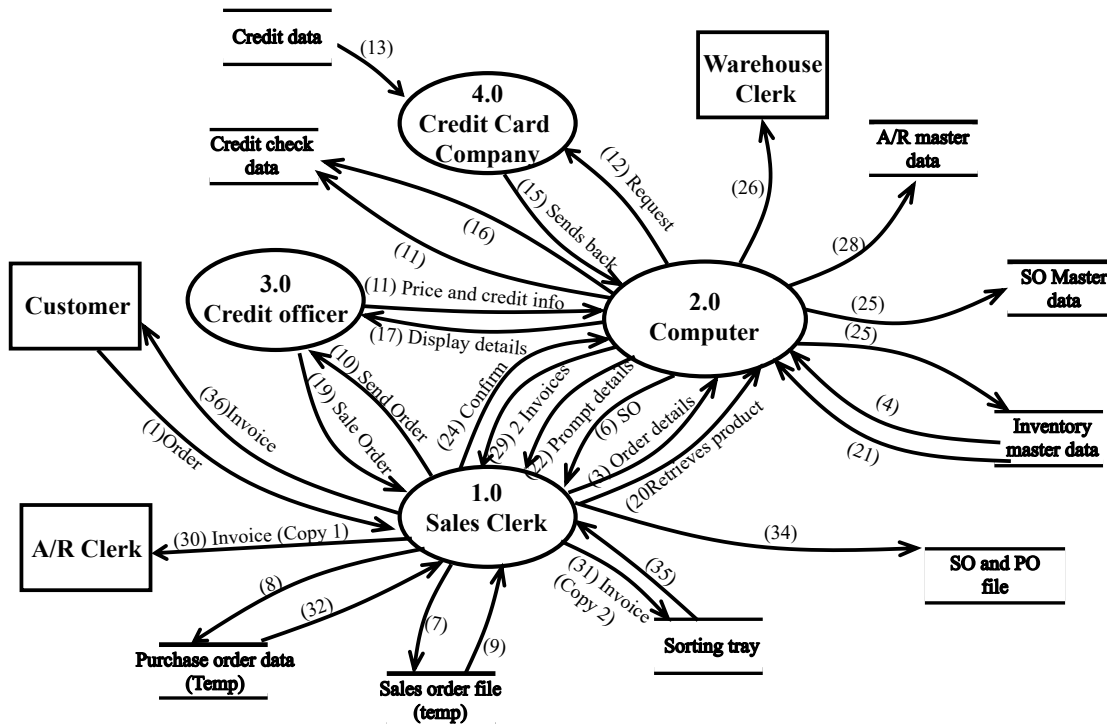 Credit data
(13)
4.0
Credit Card
Company
Warehouse
Clerk
A/R master
data
Credit check
data
(12) Request
(15) Sends back
(26)
(28)
(16)
(11)
Customer
3.0
Credit officer
(11) Price and credit info
(17) Display details
2.0
Computer
(25)
SO Master
data
(25)
(4)
(21)
Inventory
master data
(36)Invoice
(1)Order
(10) Send Order
(19) Sale Order
(24) Confirm
(29) 2 Invoices
(22) Prompt details
(6) SO
(3) Order details
(20Retrieves product
1.0
Sales Clerk
A/R Clerk
(30) Invoice (Copy 1)
(8)
(32)
(7)
(9)
(31) Invoice
(Copy 2)
(35)
(34)
SO and PO
file
Purchase order data
(Temp)
Sales order file
(temp)
Sorting tray